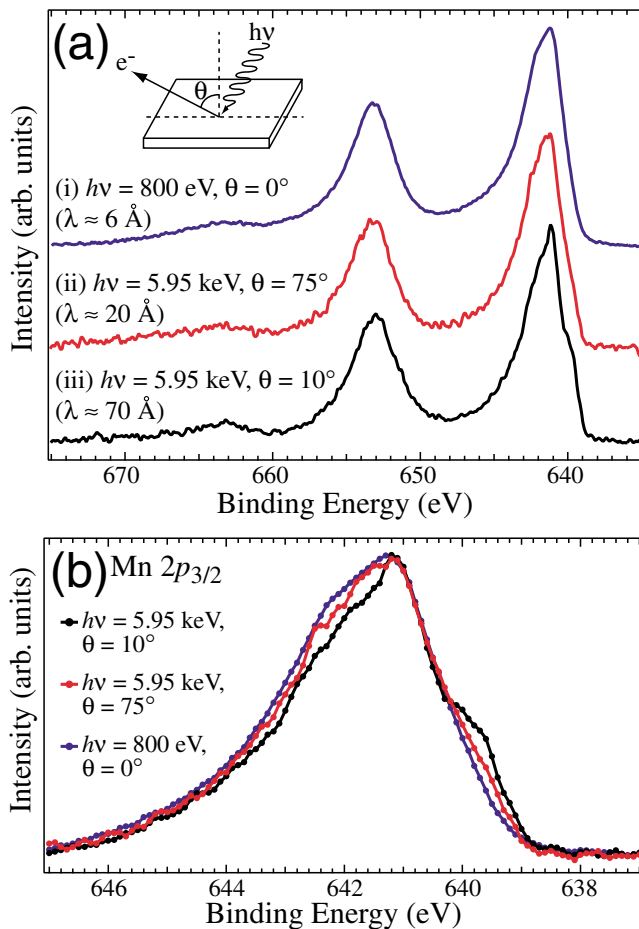 (a)
hν
e-
θ
(i) hν = 800 eV, θ = 0°
(λ ≈ 6 Å)
(ii) hν = 5.95 keV, θ = 75°
(λ ≈ 20 Å)
(iii) hν = 5.95 keV, θ = 10°
(λ ≈ 70 Å)
Intensity (arb. units)
670 660 650 640
Binding Energy (eV)
(b) Mn 2p3/2
hν = 5.95 keV,
θ = 10°
hν = 5.95 keV,
θ = 75°
hν = 800 eV,
θ = 0°
Intensity (arb. units)
646 644 642 640 638
Binding Energy (eV)